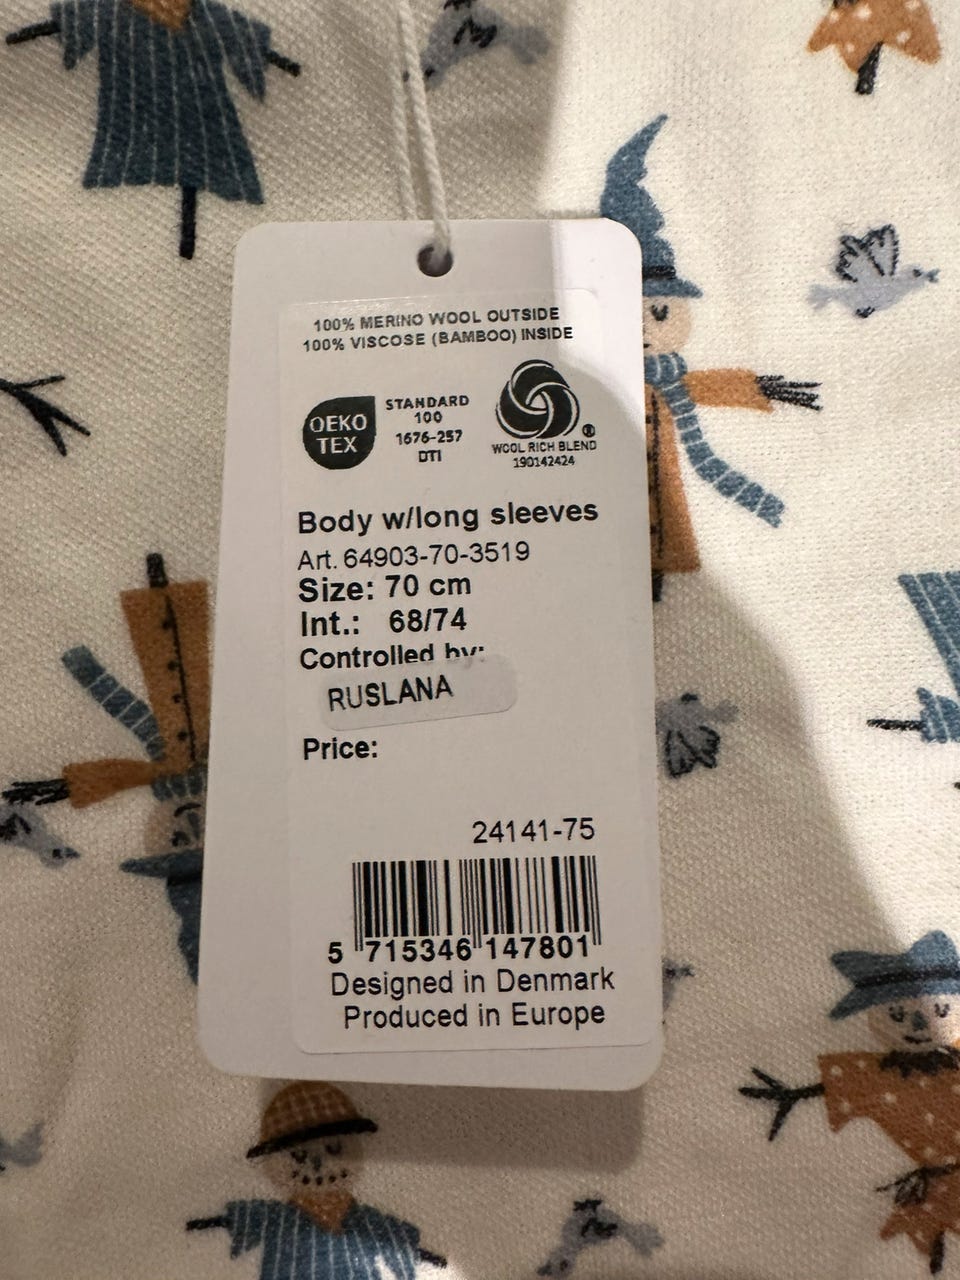 100% MERINO WOOL OUTSIDE
100% VISCOSE (BAMBOO) INSIDE
OEKO
TEX
STANDARD
100
1676-257
DTI
®
WOOL RICH BLEND
190142424
Body w/long sleeves
Art. 64903-70-3519
Size: 70 cm
Int.: 68/74
Controlled by:
RUSLANA
Price:
24141-75
5 715346 147801
Designed in Denmark
Produced in Europe